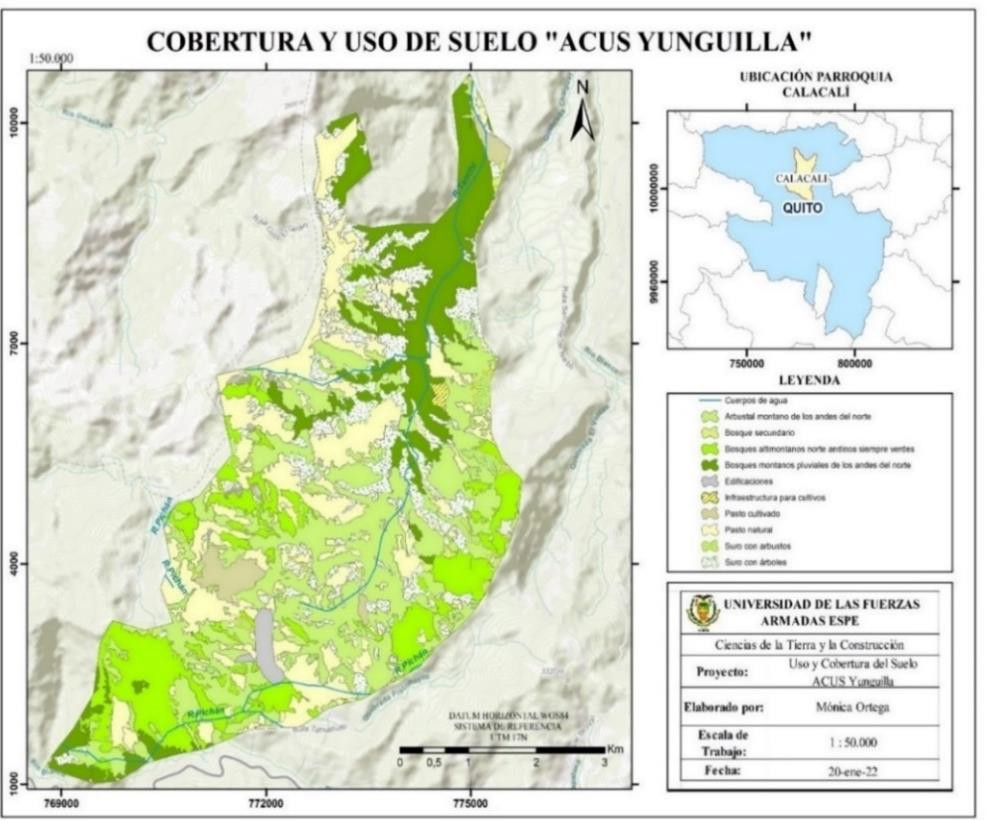 COBERTURA Y USO DE SUELO "ACUS YUNGUILLA"
1:50.000
N
10000
7000
4000
1000
769000
772000
775000
R.Pichán
R.Pichán
R.Pichán
R.Pichán
DATUM HORIZONTAL WGS84
SISTEMA DE REFERENCIA
UTM 17N
Km
0 0,5 1 2 3
UBICACIÓN PARROQUIA
CALACALÍ
CALACALI
QUITO
10000000
9960000
750000
800000
LEYENDA
Cuerpos de agua
Arbustal montano de los andes del norte
Bosque secundario
Bosques altimontanos norte andinos siempre verdes
Bosques montanos pluviales de los andes del norte
Edificaciones
Infraestructura para cultivos
Pasto cultivado
Pasto natural
Suro con arbustos
Suro con árboles
UNIVERSIDAD DE LAS FUERZAS
ARMADAS ESPE
Ciencias de la Tierra y la Construcción
Proyecto:
Uso y Cobertura del Suelo
ACUS Yunguilla
Elaborado por:
Mónica Ortega
Escala de
Trabajo:
1 : 50.000
Fecha:
20-ene-22